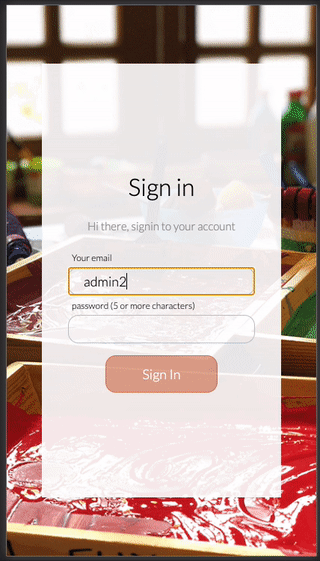 Sign in
Hi there, signin to your account
Your email
admin2
password (5 or more characters)
Sign In